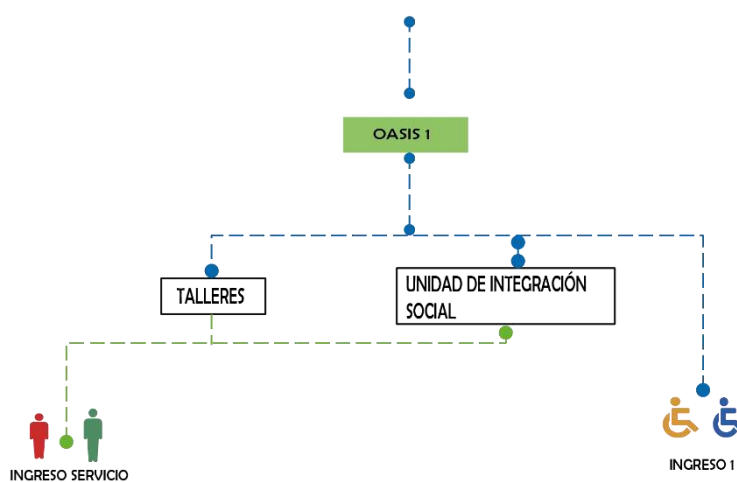 OASIS 1
TALLERES
UNIDAD DE INTEGRACIÓN
SOCIAL
INGRESO SERVICIO
INGRESO 1